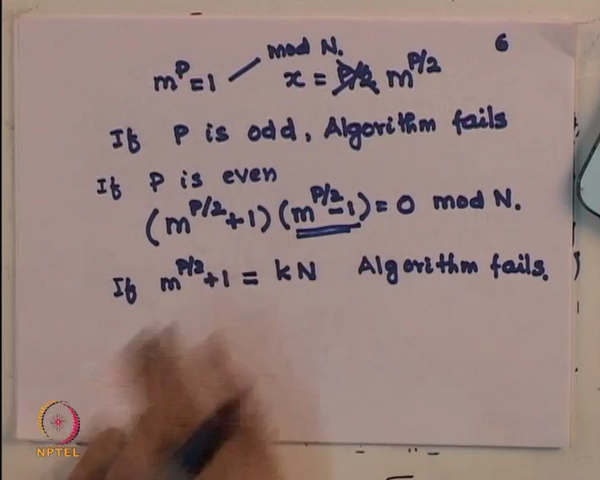 6
mod N.
m^P = 1 x = m^P/2
If P is odd, Algorithm fails
If P is even
(m^P/2 + 1) (m^P/2 - 1) = 0 mod N.
If m^P/2 + 1 = kN Algorithm fails.
NPTEL